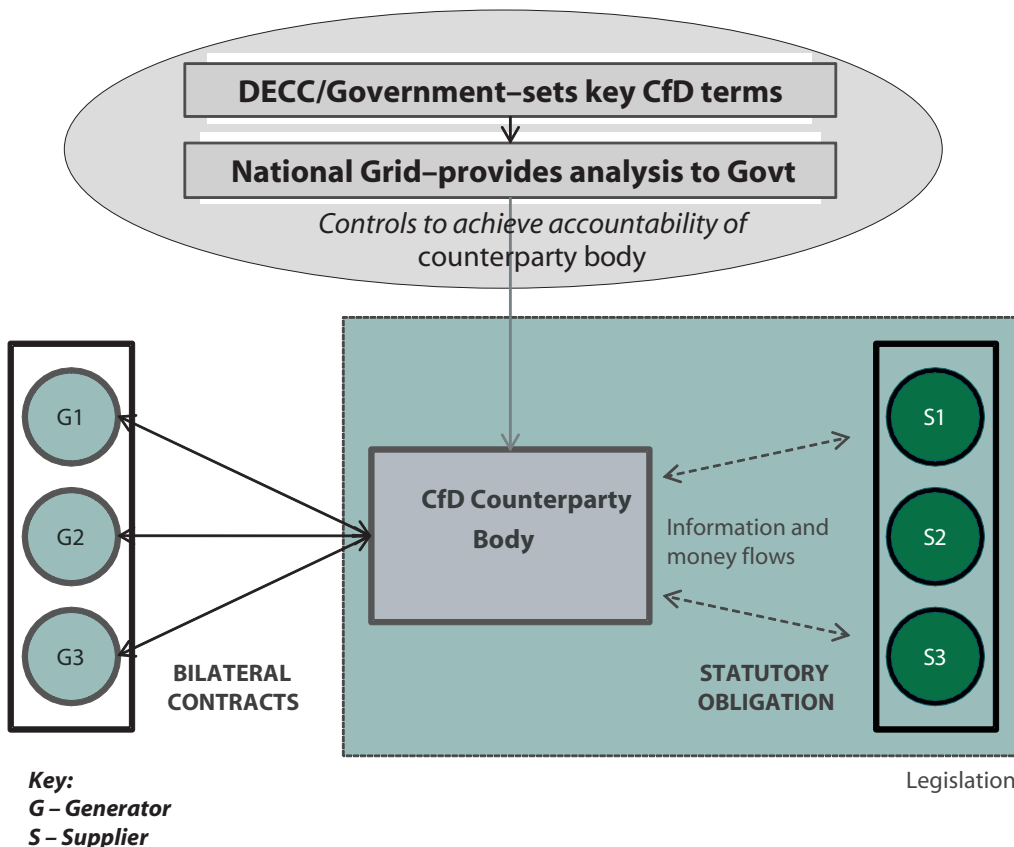 DECC/Government–sets key CfD terms
National Grid–provides analysis to Govt
Controls to achieve accountability of
counterparty body
G1
G2
G3
BILATERAL
CONTRACTS
CfD Counterparty
Body
Information and
money flows
STATUTORY
OBLIGATION
S1
S2
S3
Legislation
Key:
G – Generator
S – Supplier